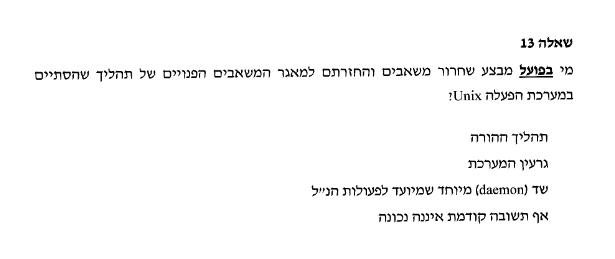 שאלה 13
מי בפועל מבצע שחרור משאבים והחזרתם למאגר המשאבים הפנויים של תהליך שהסתיים
במערכת הפעלה Unix?
תהליך ההורה
גרעין המערכת
שד (daemon) מיוחד שמיועד לפעולות הנ״ל
אף תשובה קודמת איננה נכונה